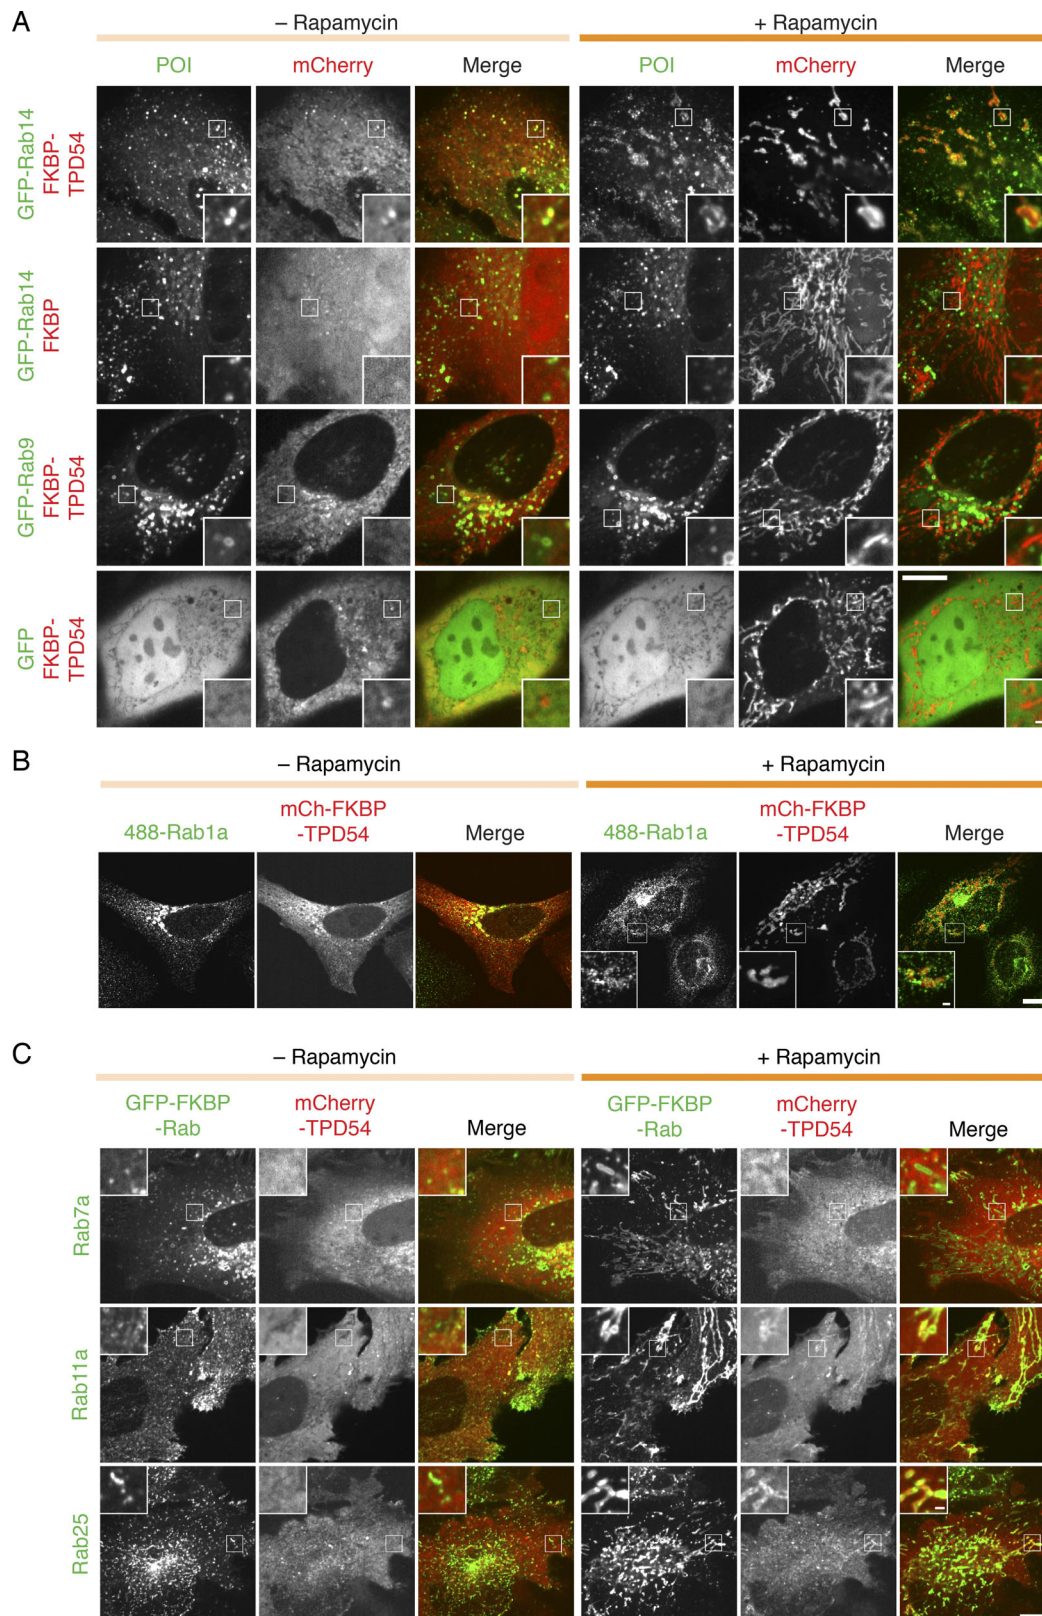 A
– Rapamycin
+ Rapamycin
POI
mCherry
Merge
POI
mCherry
Merge
GFP-Rab14
FKBP-
TPD54
GFP-Rab14
FKBP
GFP-Rab9
FKBP-
TPD54
GFP
FKBP-
TPD54
B
– Rapamycin
+ Rapamycin
488-Rab1a
mCh-FKBP
-TPD54
Merge
488-Rab1a
mCh-FKBP
-TPD54
Merge
C
– Rapamycin
+ Rapamycin
GFP-FKBP
-Rab
mCherry
-TPD54
Merge
GFP-FKBP
-Rab
mCherry
-TPD54
Merge
Rab7a
Rab11a
Rab25